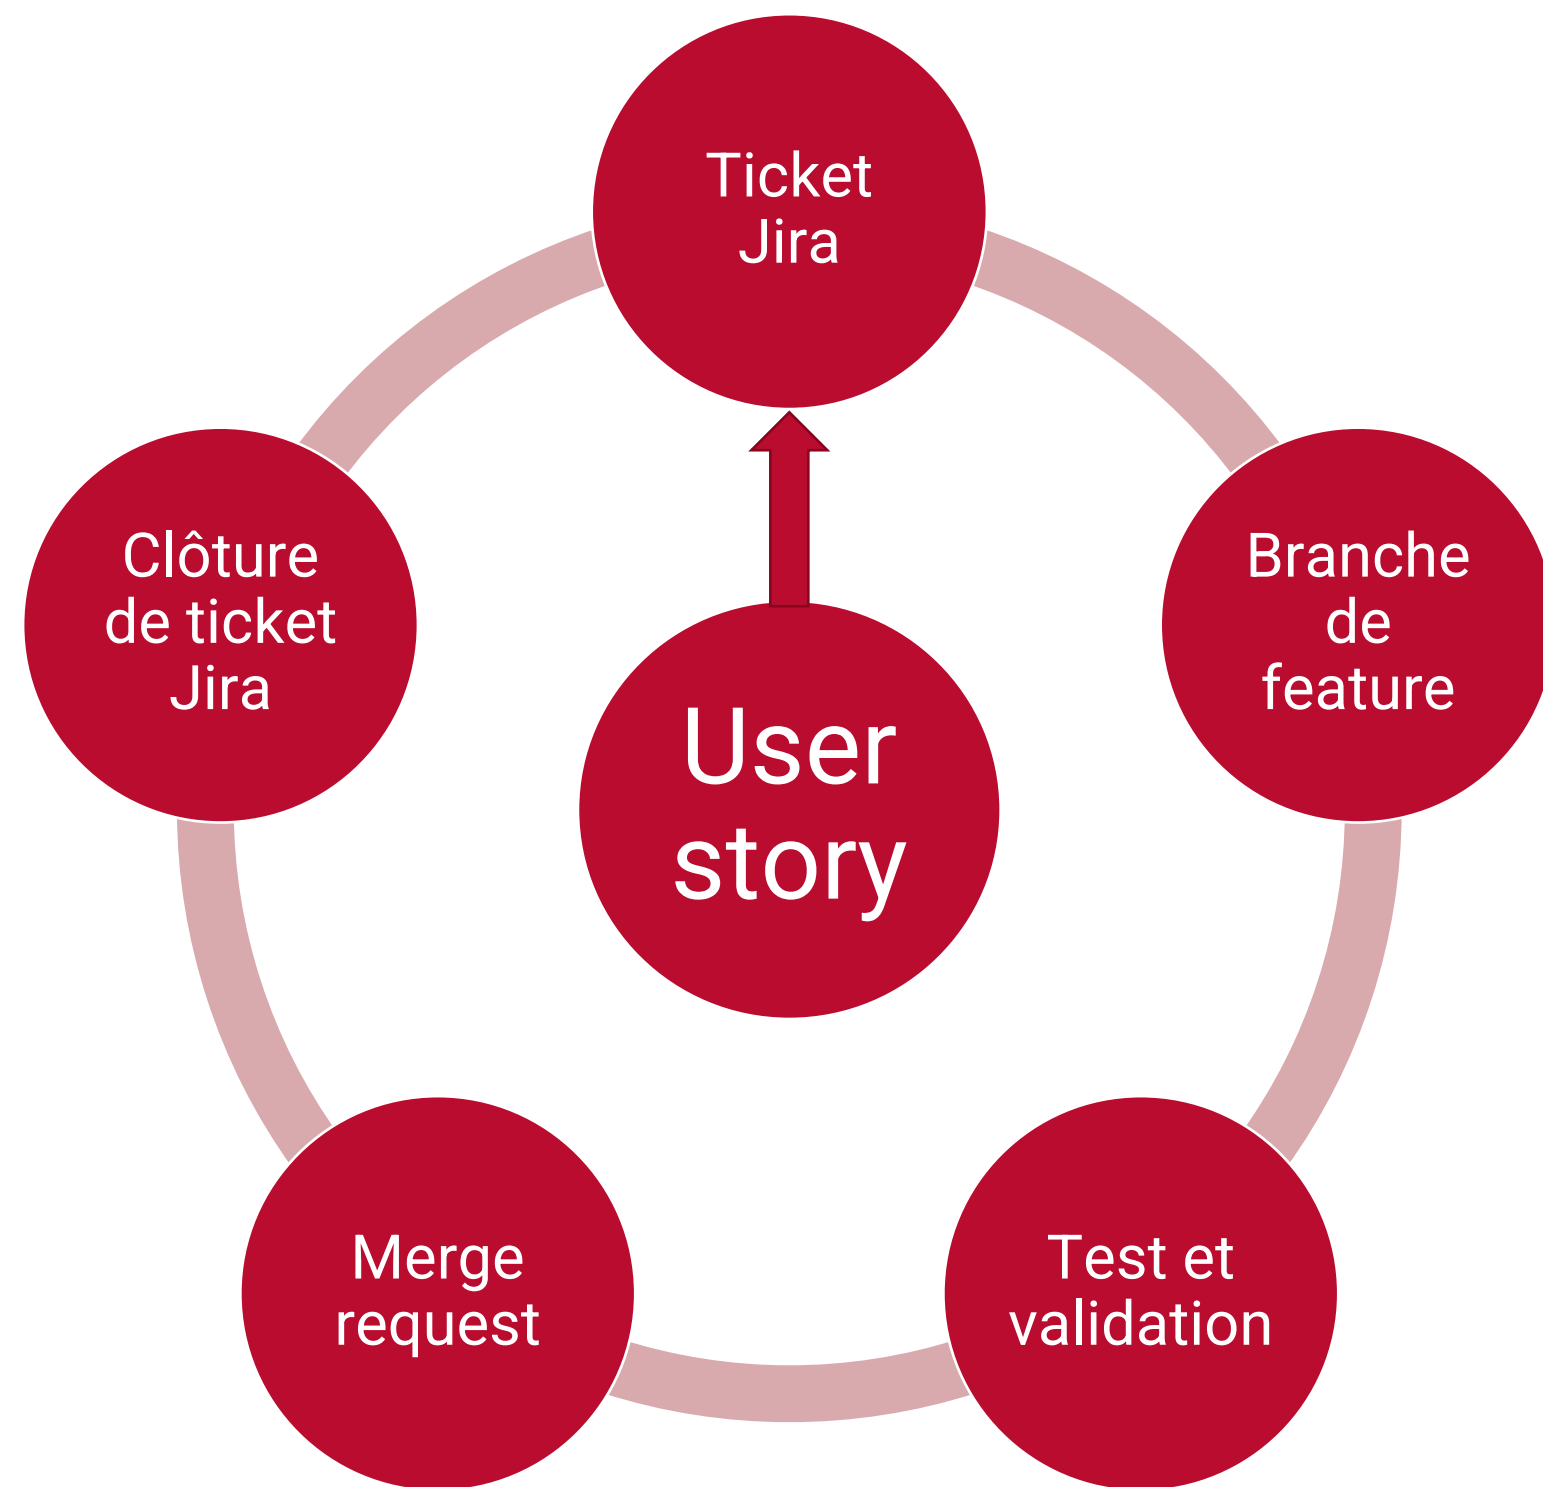 Ticket
Jira
Branche
de
feature
Test et
validation
Merge
request
Clôture
de ticket
Jira
User
story